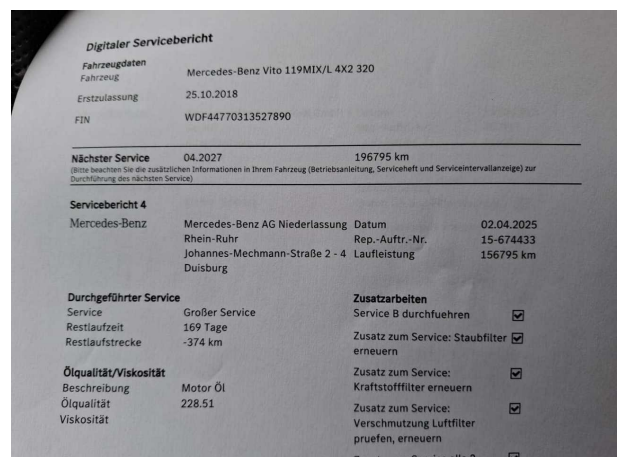 Digitaler Servicebericht
Fahrzeugdaten
Fahrzeug Mercedes-Benz Vito 119MIX/L 4X2 320
Erstzulassung 25.10.2018
FIN WDF44770313527890
Nächster Service 04.2027 196795 km
(Bitte beachten Sie die zusätzlichen Informationen in Ihrem Fahrzeug (Betriebsanleitung, Serviceheft und Serviceintervallanzeige) zur
Durchführung des nächsten Service)
Servicebericht 4
Mercedes-Benz Mercedes-Benz AG Niederlassung Datum 02.04.2025
Rhein-Ruhr Rep.-Auftr.-Nr. 15-674433
Johannes-Mechmann-Straße 2 - 4 Laufleistung 156795 km
Duisburg
Durchgeführter Service
Service Großer Service
Restlaufzeit 169 Tage
Restlaufstrecke -374 km
Ölqualität/Viskosität
Beschreibung Motor Öl
Ölqualität 228.51
Viskosität
Zusatzarbeiten
Service B durchfuehren
Zusatz zum Service: Staubfilter
erneuern
Zusatz zum Service:
Kraftstofffilter erneuern
Zusatz zum Service:
Verschmutzung Luftfilter
pruefen, erneuern